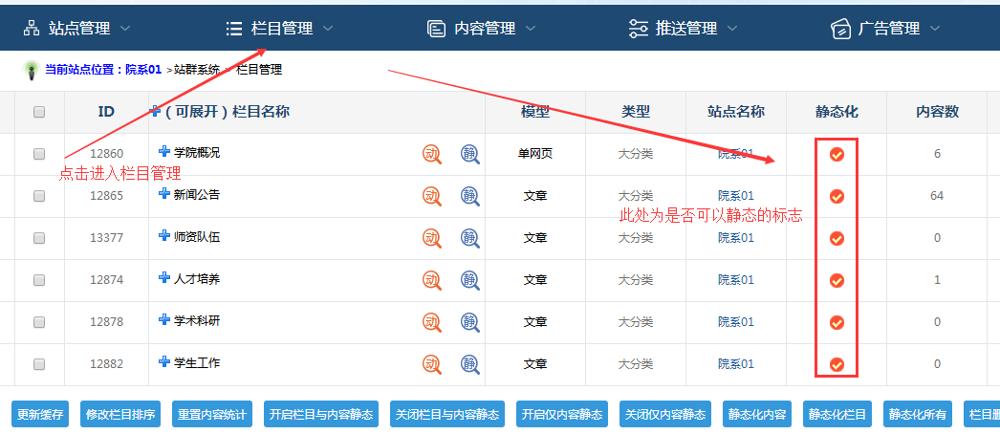 站点管理 栏目管理 内容管理 推送管理 广告管理
当前站点位置：院系01 >站群系统 > 栏目管理
ID （可展开）栏目名称 模型 类型 站点名称 静态化 内容数
12860 学院概况 动 静 单网页 大分类 院系01 6
点击进入栏目管理
12865 新闻公告 动 静 文章 大分类 院系01 64
此处为是否可以静态的标志
13377 师资队伍 动 静 文章 大分类 院系01 0
12874 人才培养 动 静 文章 大分类 院系01 1
12878 学术科研 动 静 文章 大分类 院系01 0
12882 学生工作 动 静 文章 大分类 院系01 0
更新缓存 修改栏目排序 重置内容统计 开启栏目与内容静态 关闭栏目与内容静态 开启仅内容静态 关闭仅内容静态 静态化内容 静态化栏目 静态化所有 栏目